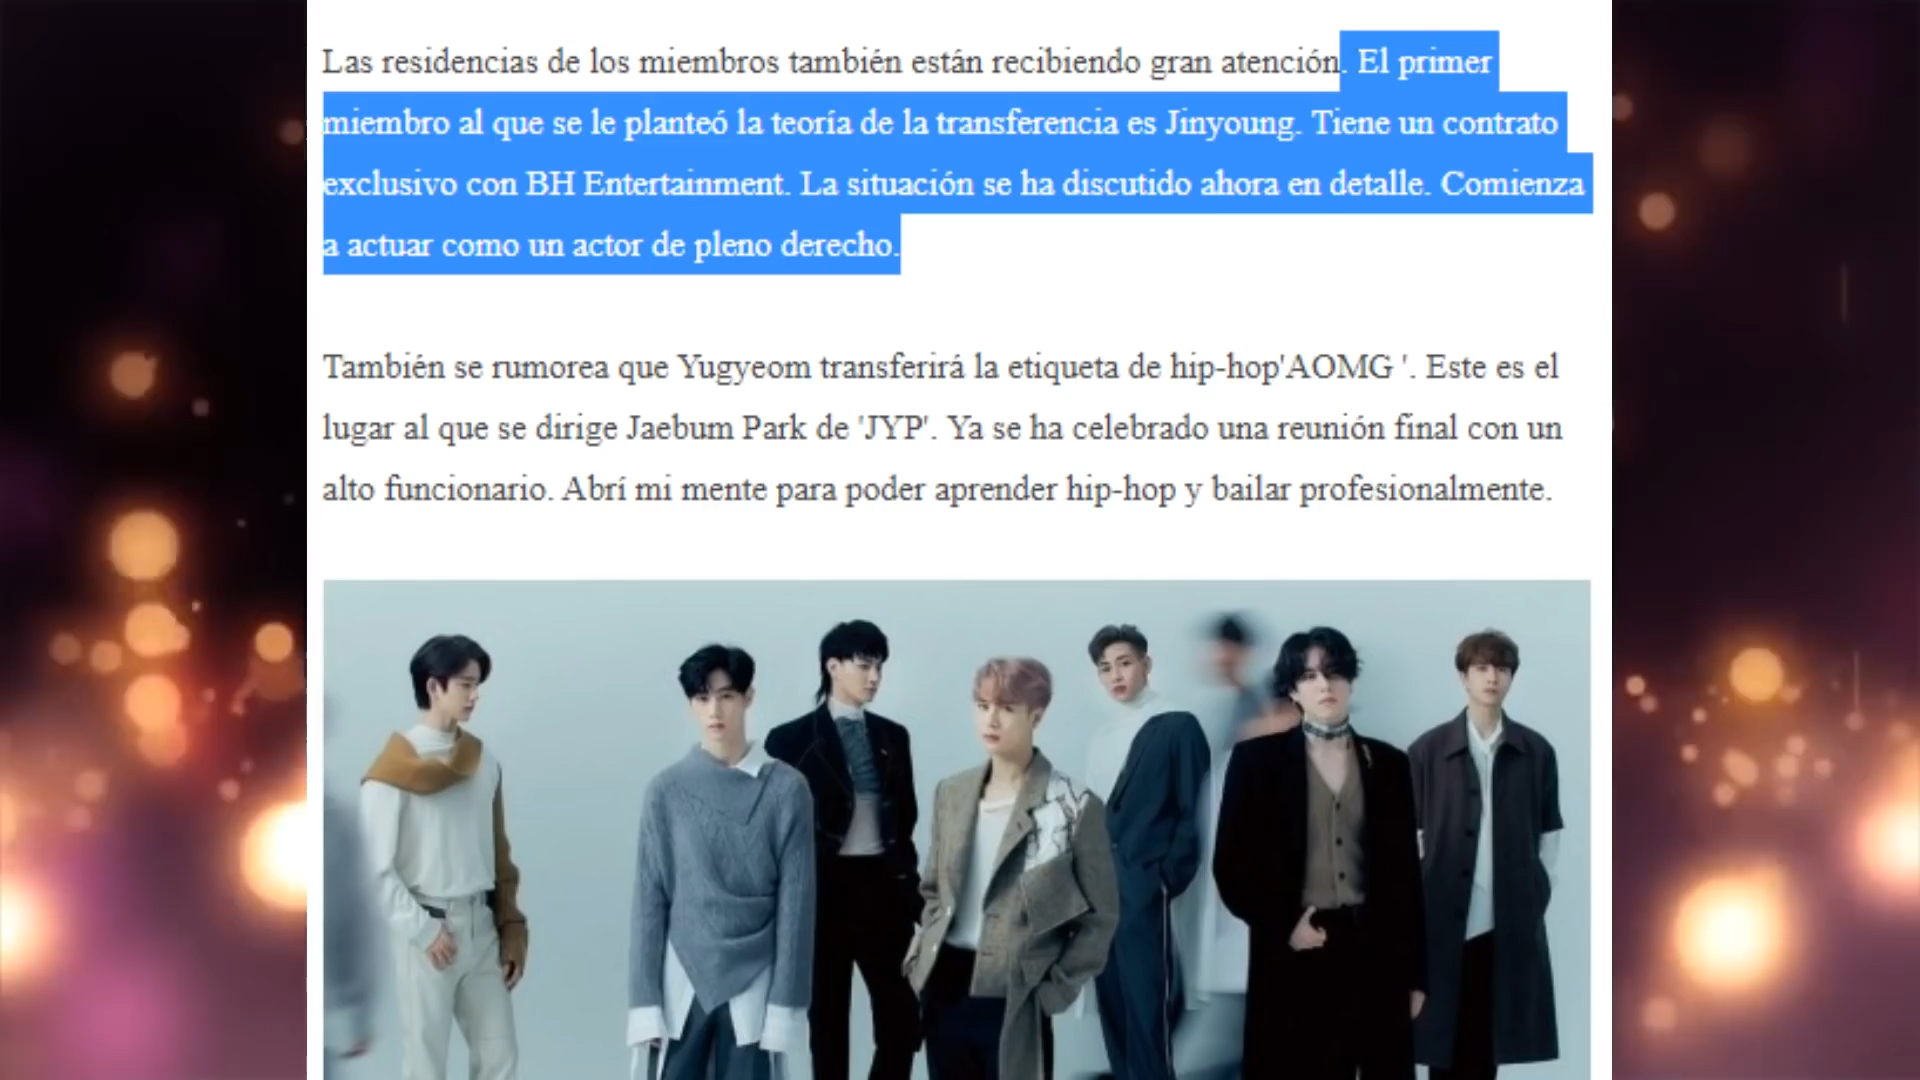 Las residencias de los miembros también están recibiendo gran atención. El primer
miembro al que se le planteó la teoría de la transferencia es Jinyoung. Tiene un contrato
exclusivo con BH Entertainment. La situación se ha discutido ahora en detalle. Comienza
a actuar como un actor de pleno derecho.
También se rumorea que Yugyeom transferirá la etiqueta de hip-hop'AOMG '. Este es el
lugar al que se dirige Jaebum Park de 'JYP'. Ya se ha celebrado una reunión final con un
alto funcionario. Abrí mi mente para poder aprender hip-hop y bailar profesionalmente.